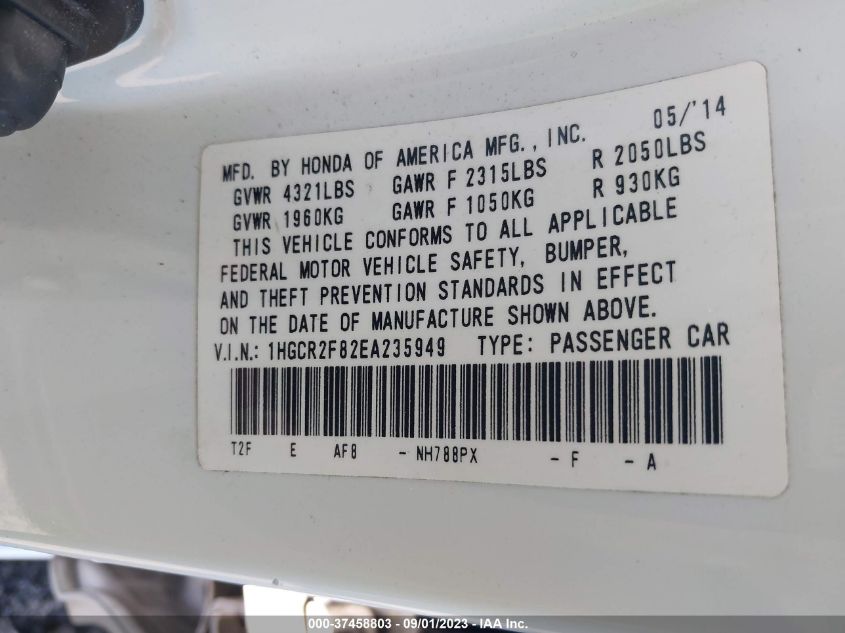 05/'14
MFD. BY HONDA OF AMERICA MFG., INC.
GVWR 4321LBS GAWR F 2315LBS R 2050LBS
GVWR 1960KG GAWR F 1050KG R 930KG
THIS VEHICLE CONFORMS TO ALL APPLICABLE
FEDERAL MOTOR VEHICLE SAFETY, BUMPER,
AND THEFT PREVENTION STANDARDS IN EFFECT
ON THE DATE OF MANUFACTURE SHOWN ABOVE.
V.I.N.: 1HGCR2F82EA235949 TYPE: PASSENGER CAR
T2F E AF8 - NH788PX - F - A
000-37458803 - 09/01/2023 - IAA Inc.